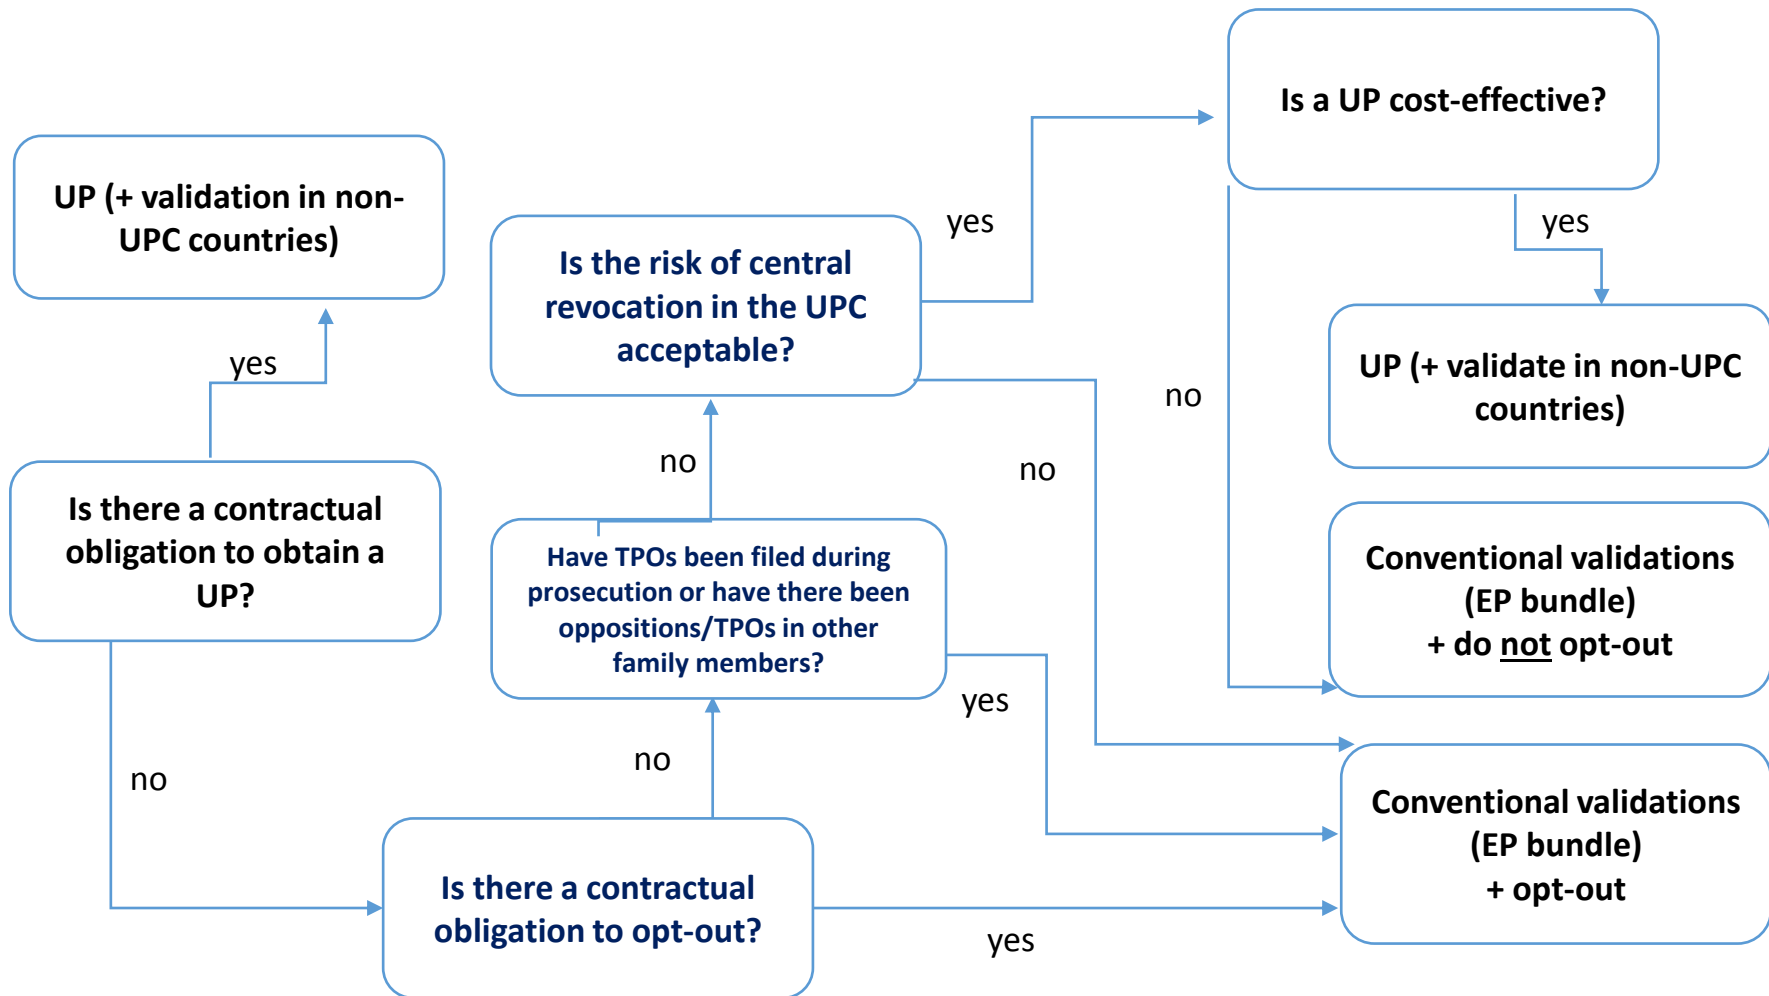 Is a UP cost-effective?
UP (+ validation in non-
UPC countries)
yes
yes
Is the risk of central
revocation in the UPC
acceptable?
yes
UP (+ validate in non-UPC
countries)
no
no
no
Is there a contractual
obligation to obtain a
UP?
Have TPOs been filed during
prosecution or have there been
oppositions/TPOs in other
family members?
Conventional validations
(EP bundle)
+ do not opt-out
yes
no
no
Conventional validations
(EP bundle)
+ opt-out
Is there a contractual
obligation to opt-out?
yes